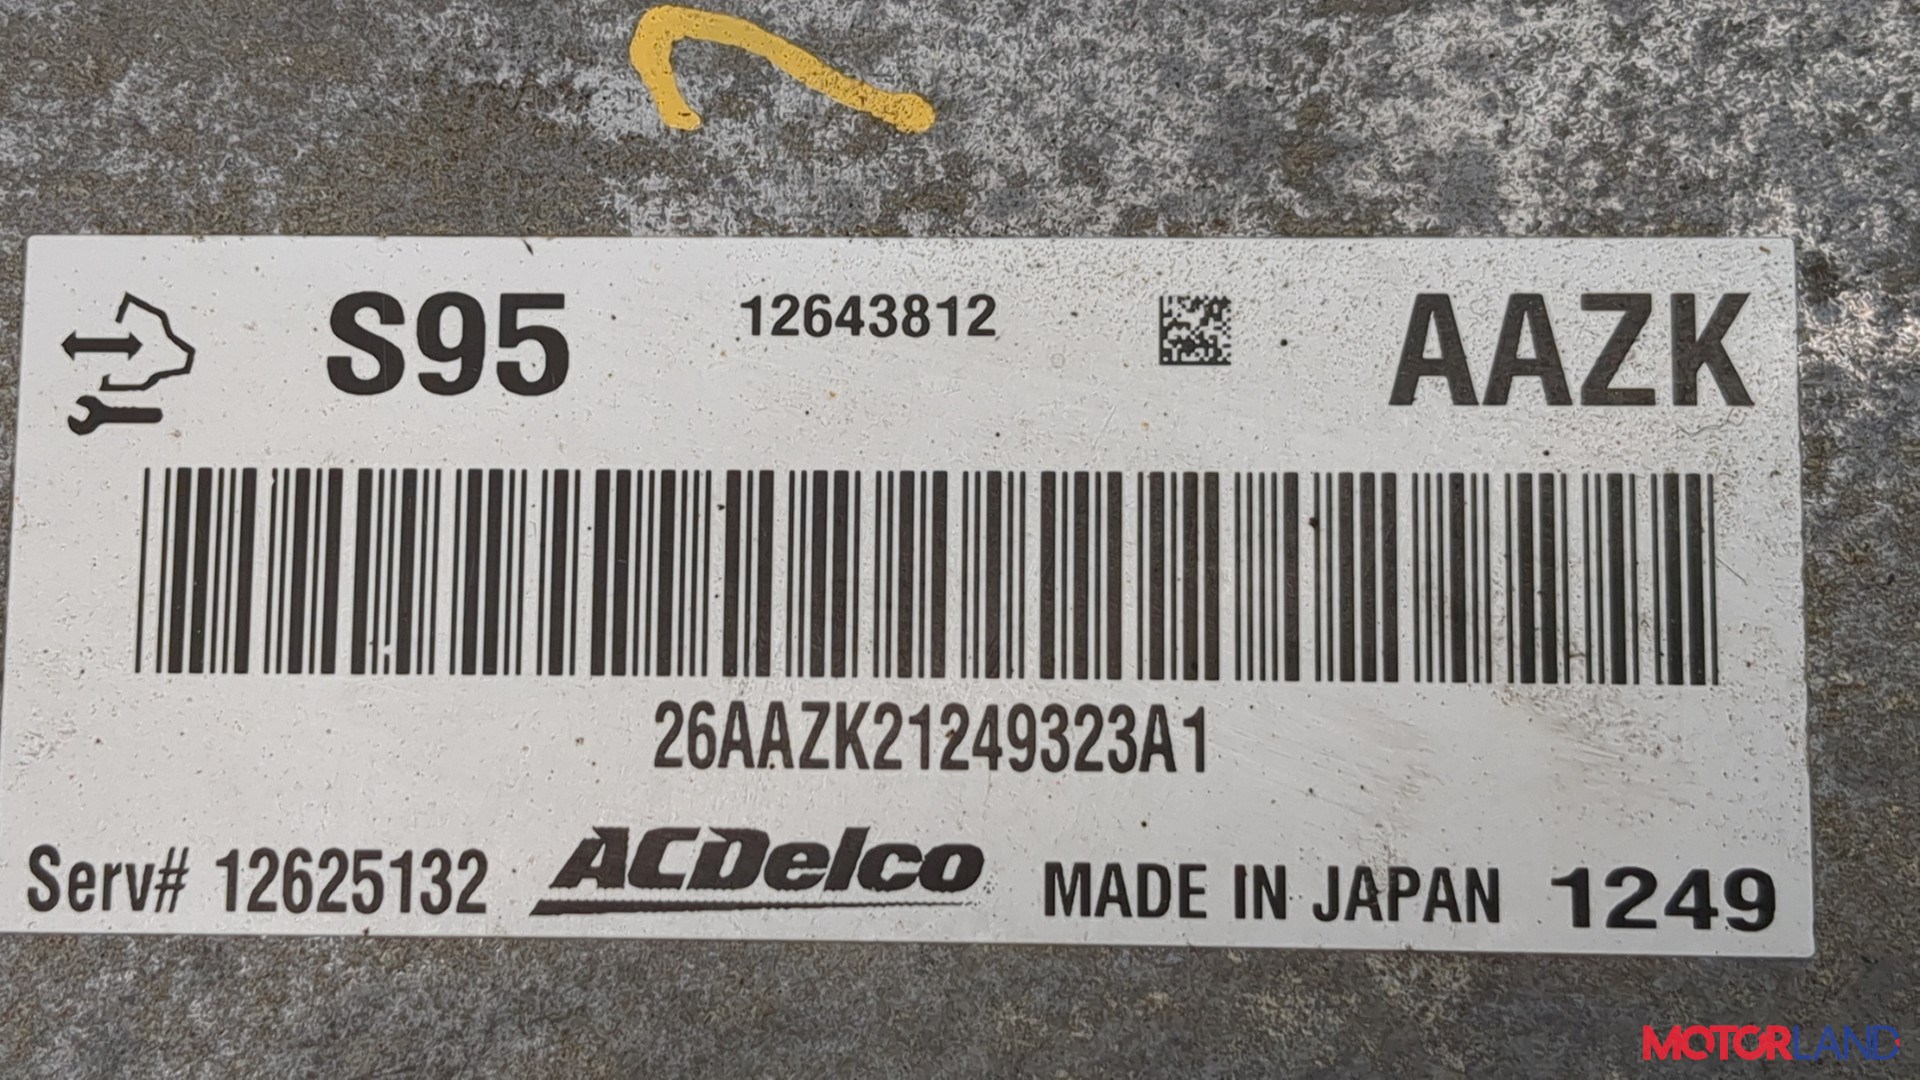 S95 12643812 AAZK
26AAZK21249323A1
Serv# 12625132 ACDelco MADE IN JAPAN 1249
MOTORLAND